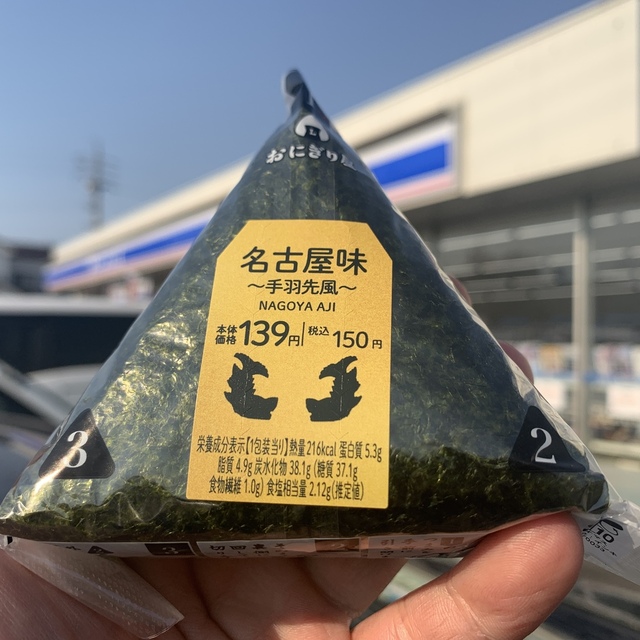 おにぎり屋
名古屋味
～手羽先風～
NAGOYA AJI
本体価格 139円 税込 150円
栄養成分表示【1包装当り】熱量 216kcal 蛋白質 5.3g
脂質 4.9g 炭水化物 38.1g (糖質 37.1g
食物繊維 1.0g) 食塩相当量 2.12g(推定値)
3
2